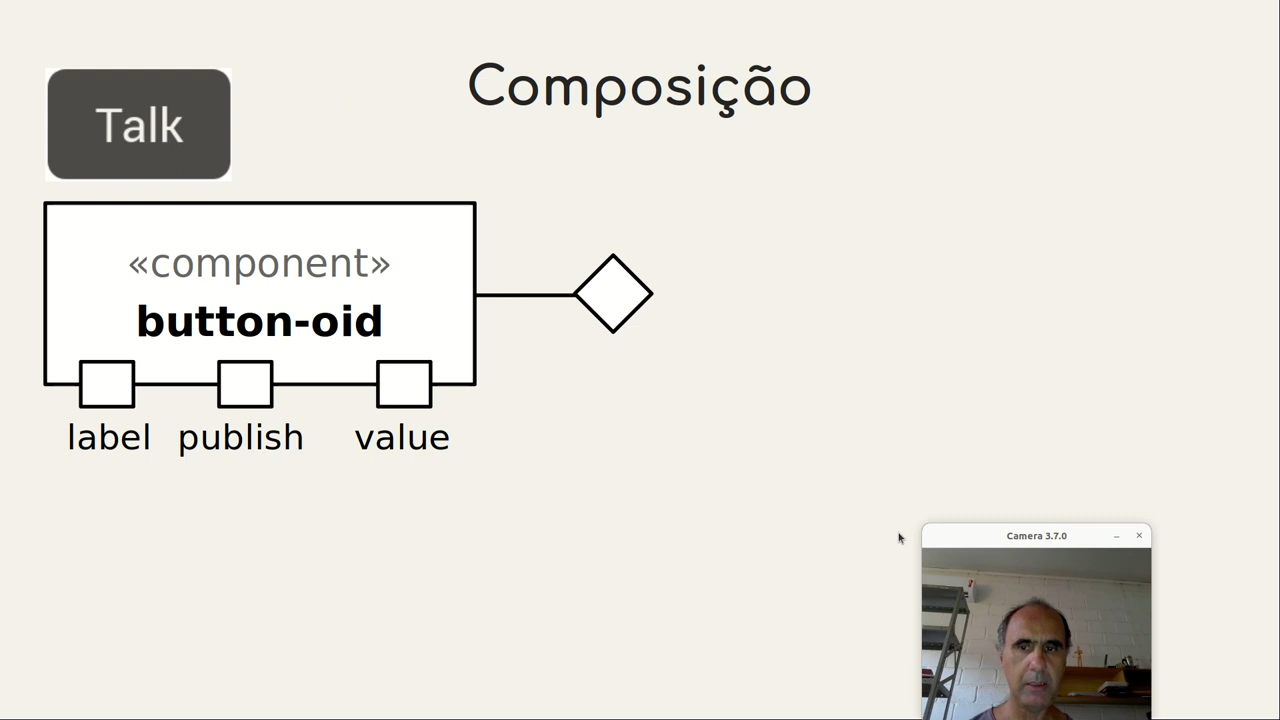 Composição
Talk
«component»
button-oid
label publish value
Camera 3.7.0